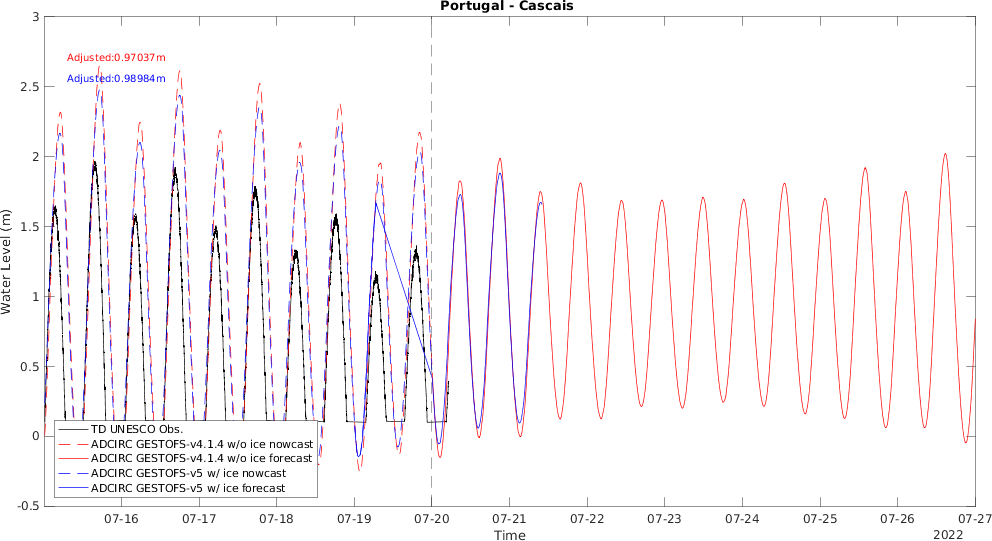 Portugal - Cascais
Adjusted:0.97037m
Adjusted:0.98984m
3
2.5
2
1.5
1
0.5
0
-0.5
Water Level (m)
TD UNESCO Obs.
ADCIRC GESTOFS-v4.1.4 w/o ice nowcast
ADCIRC GESTOFS-v4.1.4 w/o ice forecast
ADCIRC GESTOFS-v5 w/ ice nowcast
ADCIRC GESTOFS-v5 w/ ice forecast
07-16 07-17 07-18 07-19 07-20 07-21 07-22 07-23 07-24 07-25 07-26 07-27
Time
2022